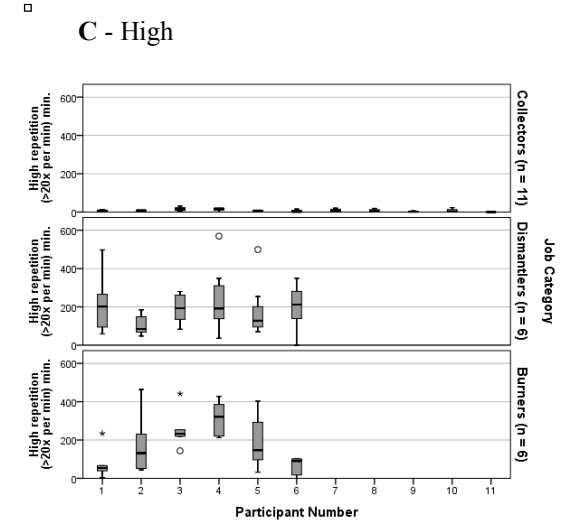 C - High
High repetition
(>20x per min) min.
600
400
200
0
Collectors (n = 11)
High repetition
(>20x per min) min.
600
400
200
0
Dismantlers (n = 6)
Job Category
High repetition
(>20x per min) min.
600
400
200
0
Burners (n = 6)
1 2 3 4 5 6 7 8 9 10 11
Participant Number